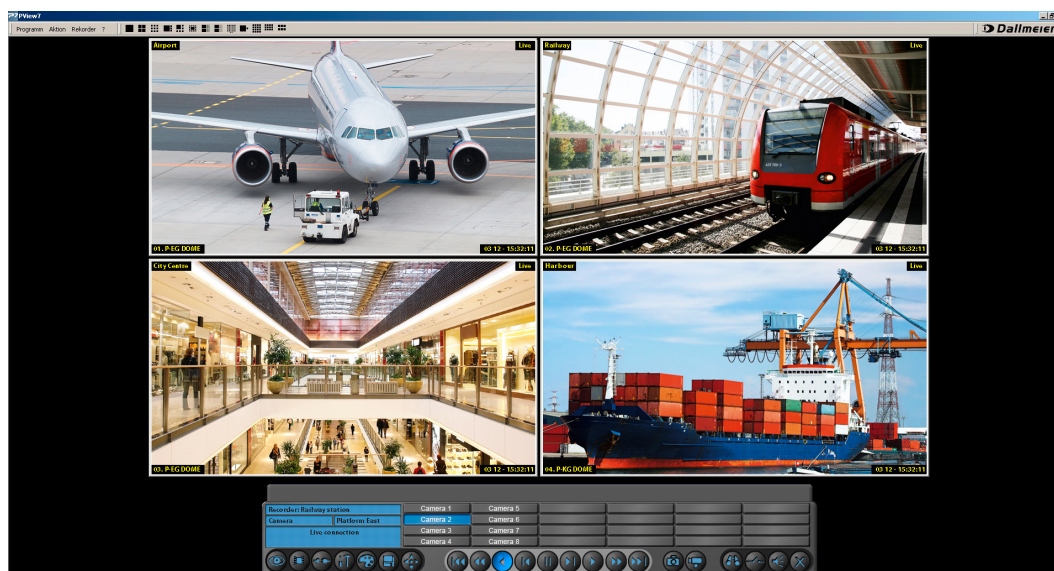 PView7
Programm Aktion Rekorder ?
Dallmeier
Airport Live
01. P-EG DOME 03 12 - 15:32:11
Railway Live
02. P-EG DOME 03 12 - 15:32:11
City Centre Live
03. P-EG DOME 03 12 - 15:32:11
Harbour Live
04. P-KG DOME 03 12 - 15:32:11
Recorder: Railway station
Camera Platform East
Live connection
Camera 1 Camera 5
Camera 2 Camera 6
Camera 3 Camera 7
Camera 4 Camera 8